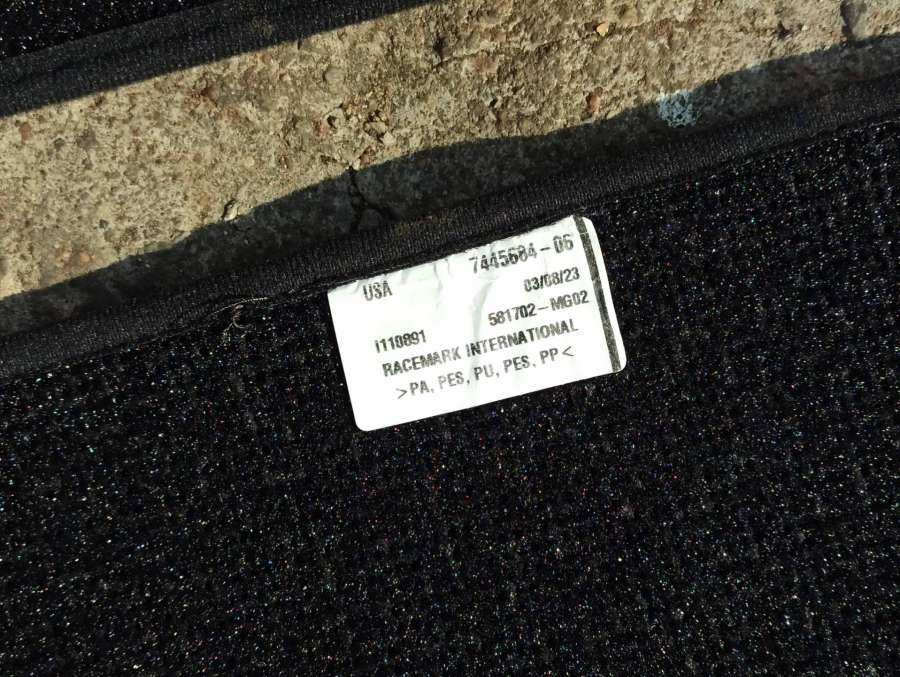 USA 7445684-06
03/08/23
i110891 581702-MG02
RACEMARK INTERNATIONAL
>PA, PES, PU, PES, PP<